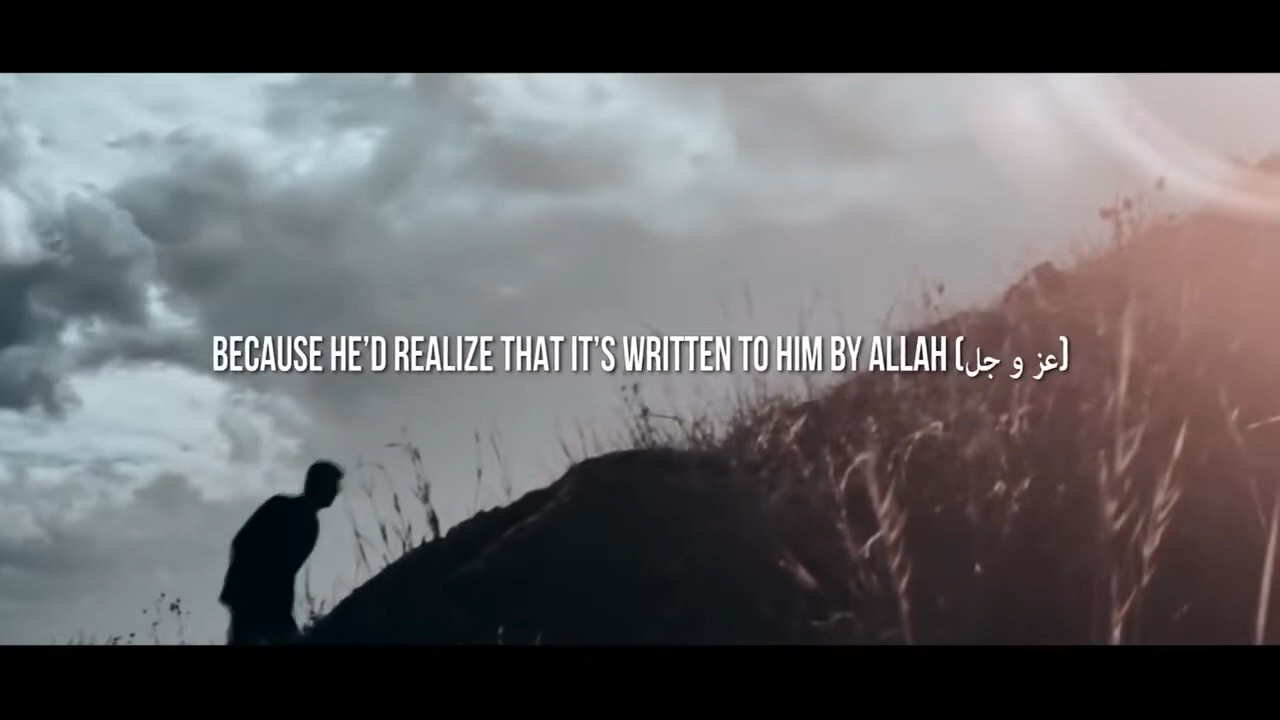 BECAUSE HE'D REALIZE THAT IT'S WRITTEN TO HIM BY ALLAH (عز و جل)